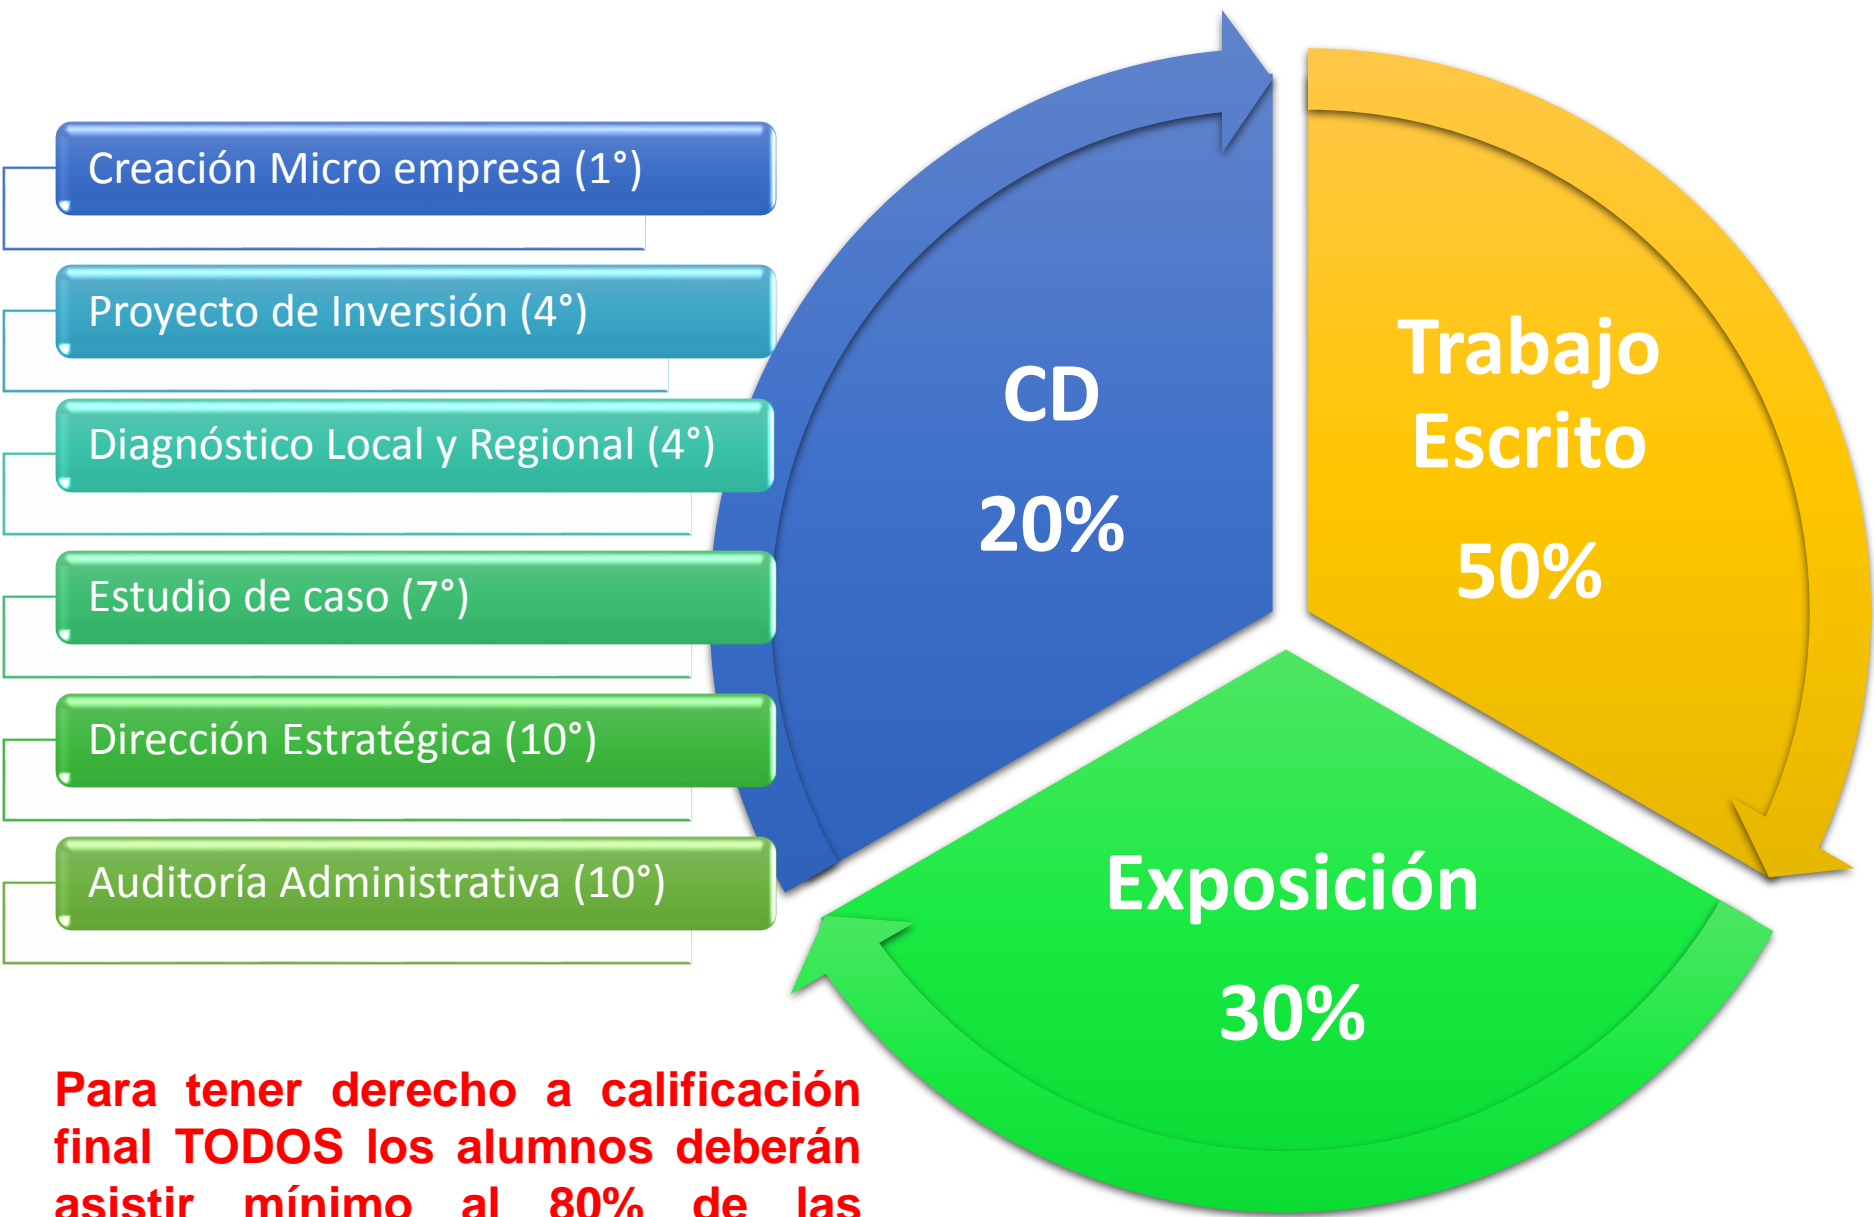 Creación Micro empresa (1°)
Proyecto de Inversión (4°)
Diagnóstico Local y Regional (4°)
Estudio de caso (7°)
Dirección Estratégica (10°)
Auditoría Administrativa (10°)
CD
20%
Trabajo
Escrito
50%
Exposición
30%
Para tener derecho a calificación
final TODOS los alumnos deberán
asistir mínimo al 80% de las